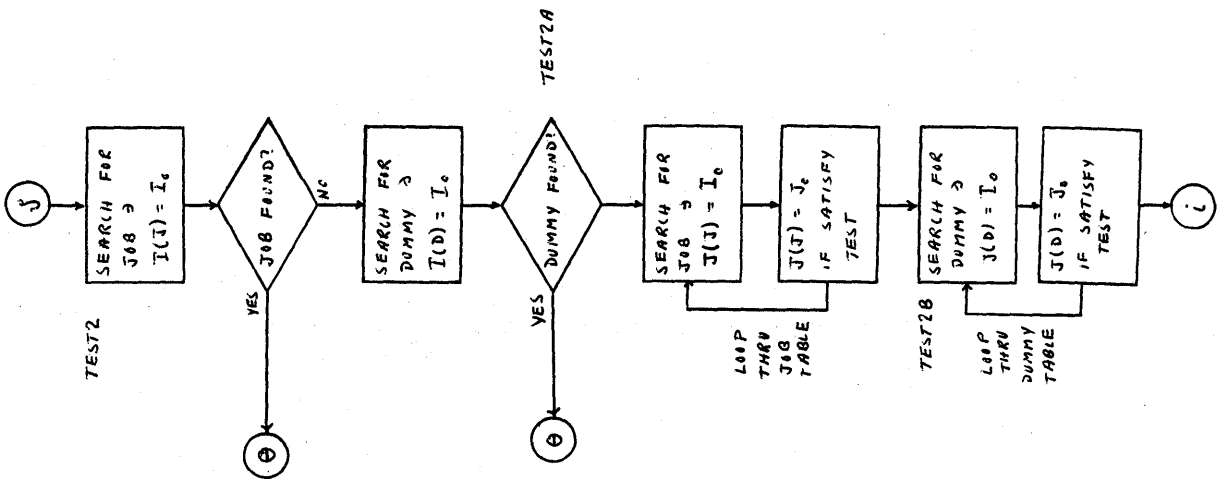 TEST2
SEARCH FOR
JOB ∋
I(J) = I₀
JOB FOUND?
YES
NO
θ
SEARCH FOR
DUMMY ∋
I(D) = I₀
TEST2A
DUMMY FOUND?
YES
θ
SEARCH FOR
JOB ∋
J(J) = I₀
J(J) = J₀
IF SATISFY
TEST
LOOP
THRU
JOB
TABLE
TEST2B
SEARCH FOR
DUMMY ∋
J(D) = I₀
J(D) = J₀
IF SATISFY
TEST
LOOP
THRU
DUMMY
TABLE
i